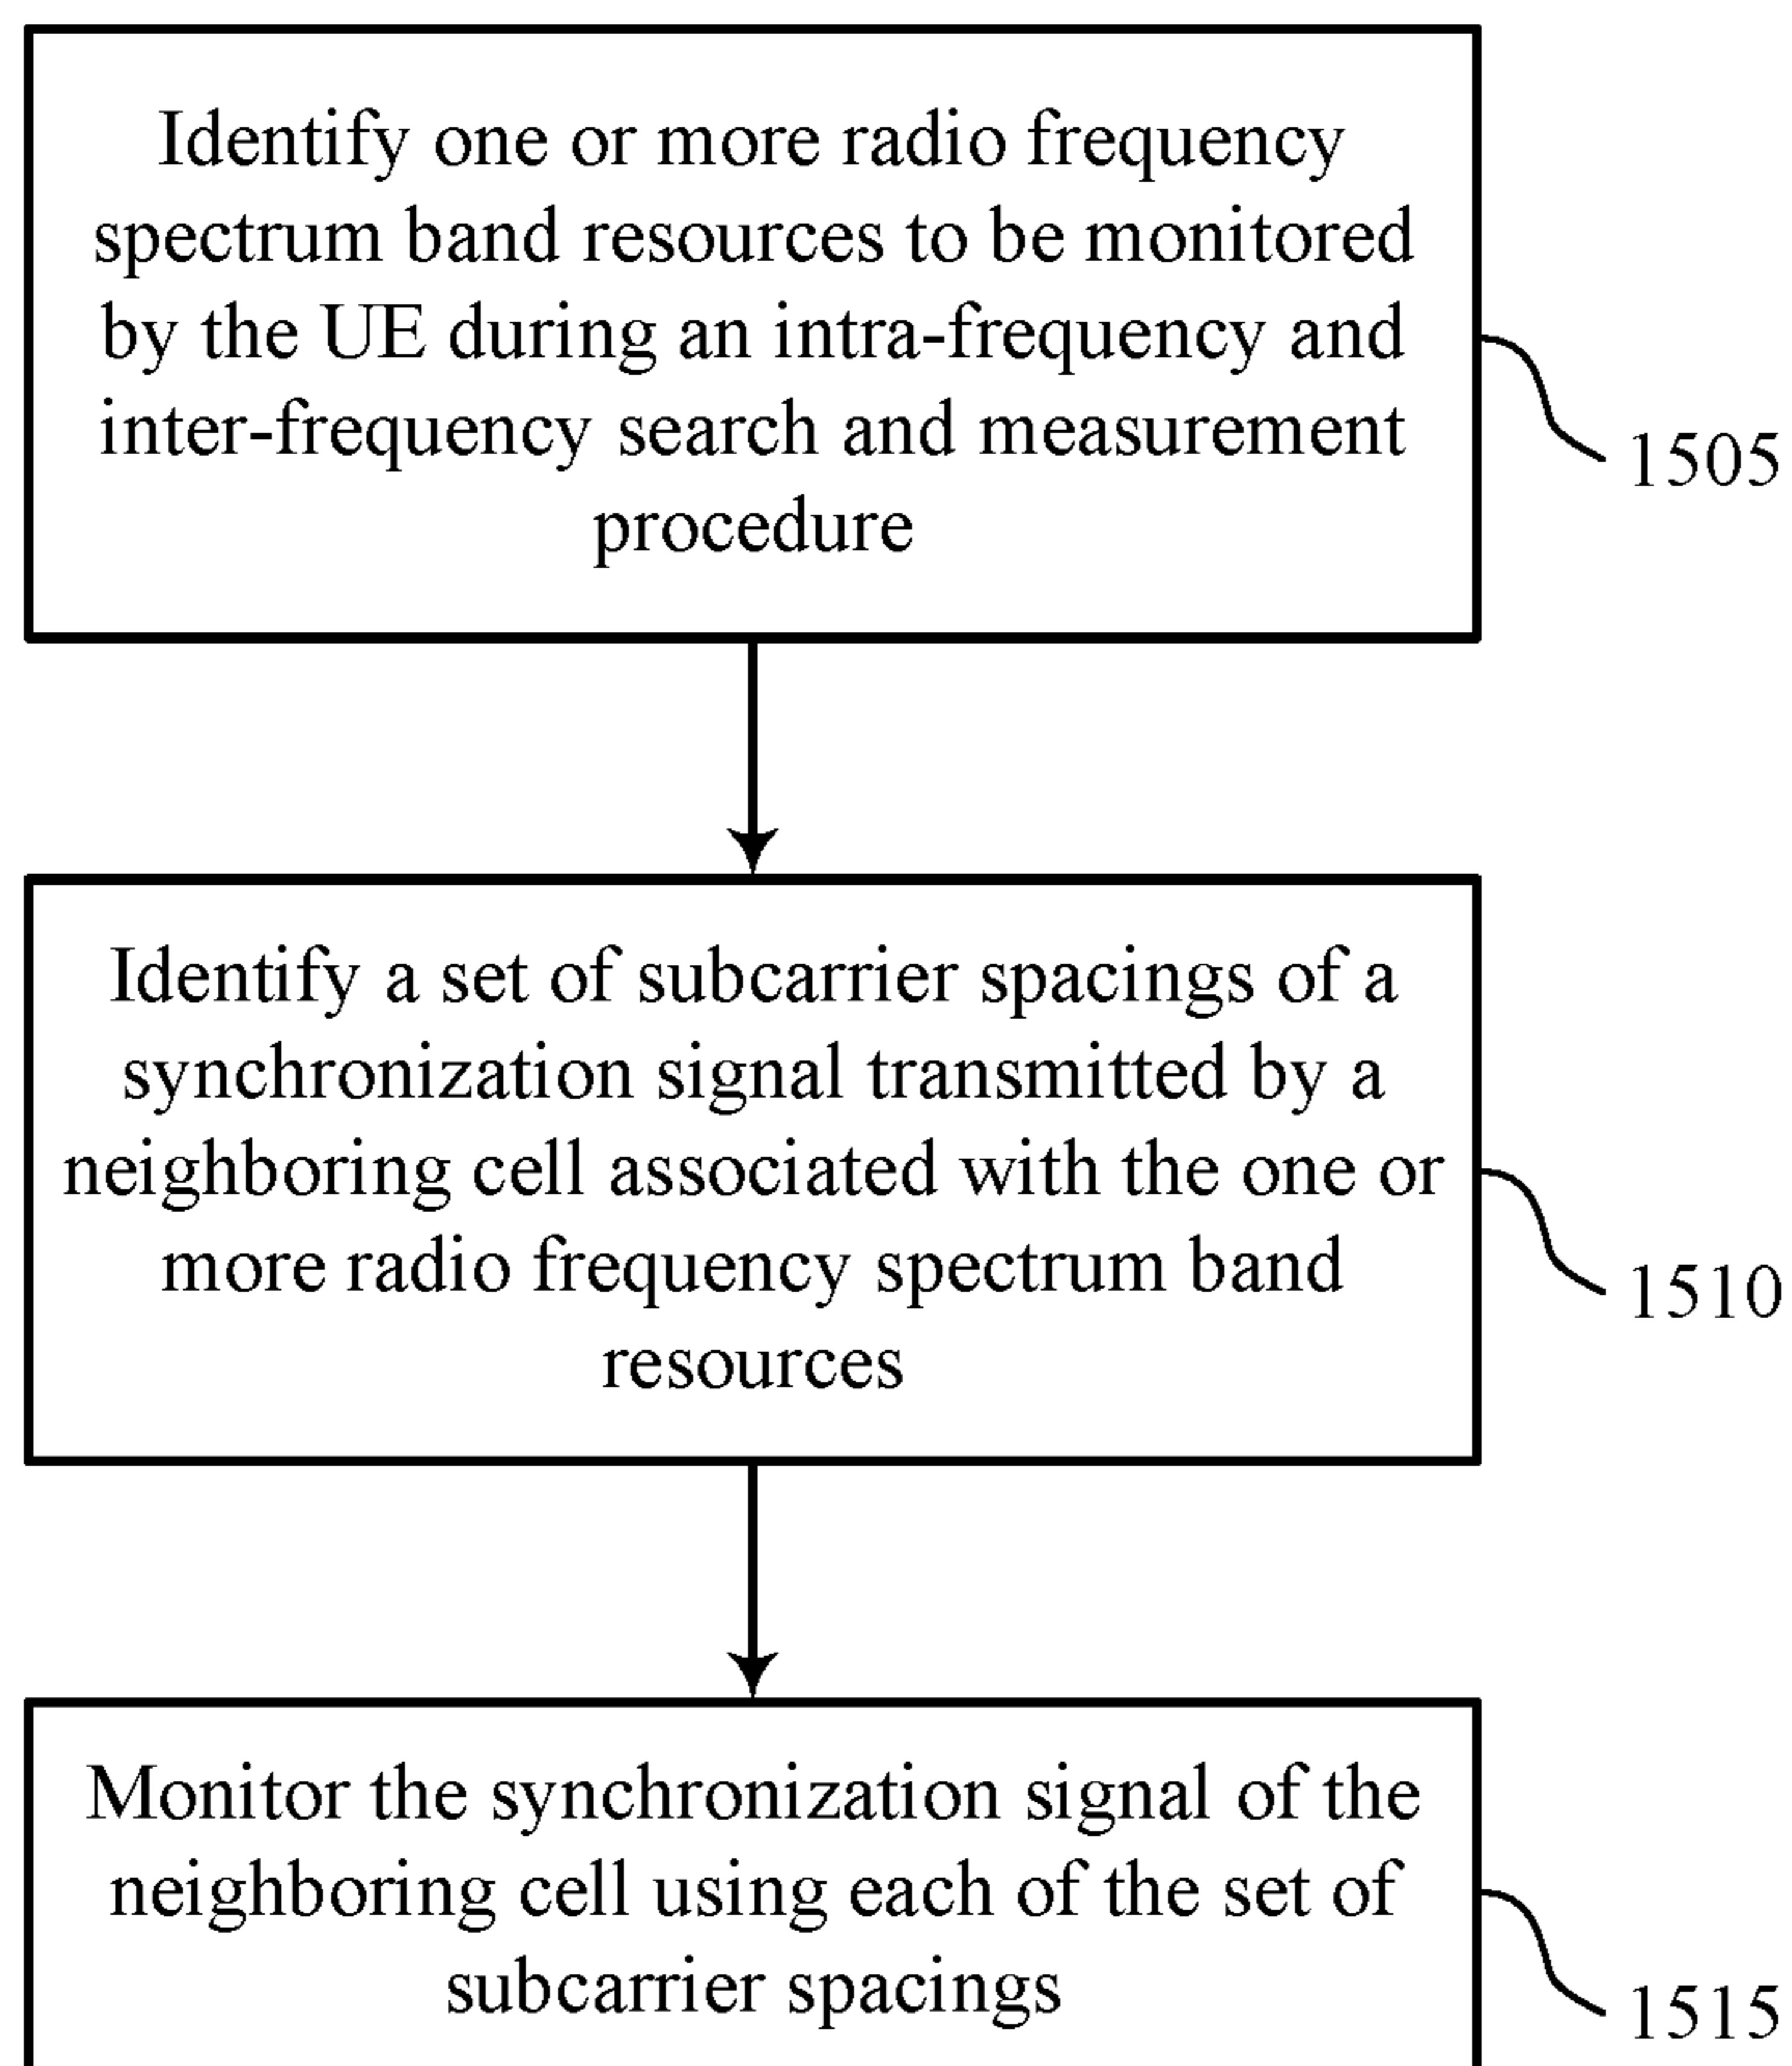 Identify one or more radio frequency
spectrum band resources to be monitored
by the UE during an intra-frequency and
inter-frequency search and measurement
procedure
1505
Identify a set of subcarrier spacings of a
synchronization signal transmitted by a
neighboring cell associated with the one or
more radio frequency spectrum band
resources
1510
Monitor the synchronization signal of the
neighboring cell using each of the set of
subcarrier spacings
1515